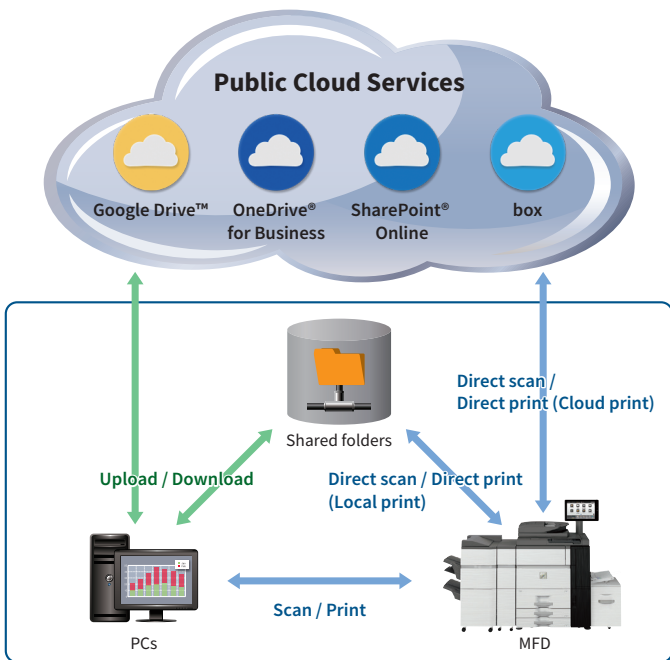 Public Cloud Services
Google Drive™
OneDrive®
for Business
SharePoint®
Online
box
Direct scan /
Direct print (Cloud print)
Shared folders
Upload / Download
Direct scan / Direct print
(Local print)
Scan / Print
PCs
MFD